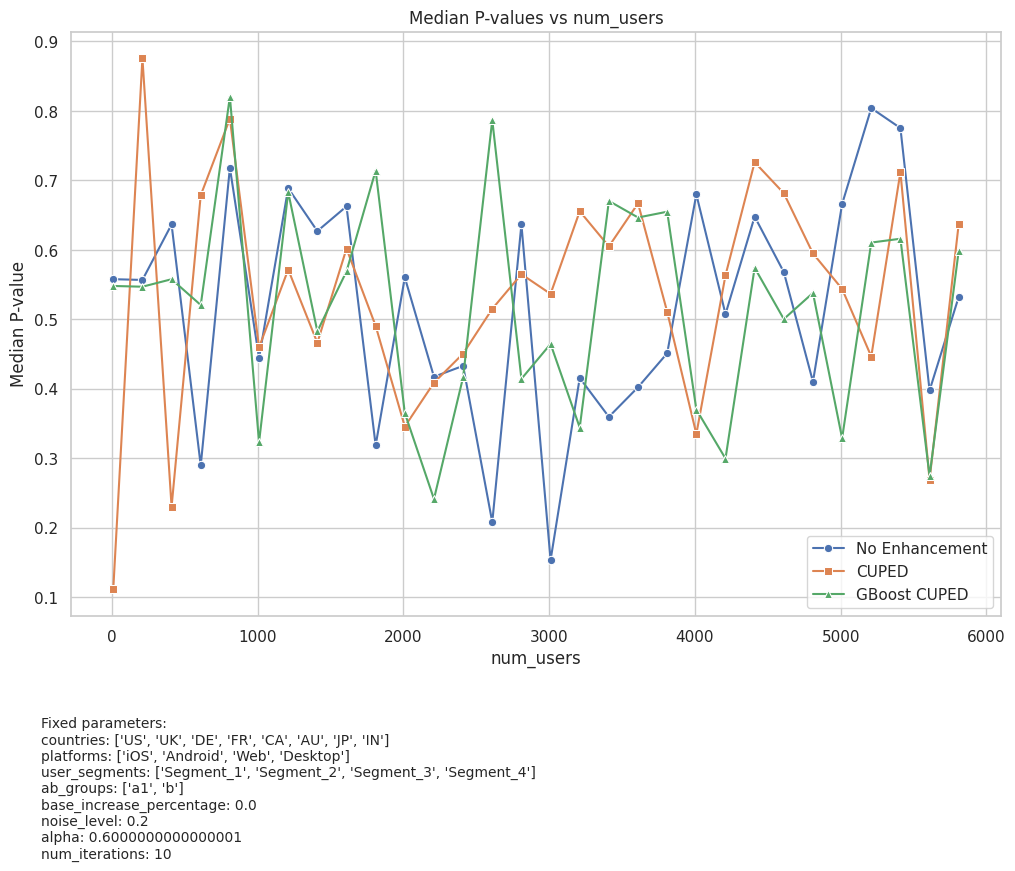 Median P-values vs num_users
Median P-value
0.9
0.8
0.7
0.6
0.5
0.4
0.3
0.2
0.1
No Enhancement
CUPED
GBoost CUPED
0 1000 2000 3000 4000 5000 6000
num_users
Fixed parameters:
countries: ['US', 'UK', 'DE', 'FR', 'CA', 'AU', 'JP', 'IN']
platforms: ['iOS', 'Android', 'Web', 'Desktop']
user_segments: ['Segment_1', 'Segment_2', 'Segment_3', 'Segment_4']
ab_groups: ['a1', 'b']
base_increase_percentage: 0.0
noise_level: 0.2
alpha: 0.6000000000000001
num_iterations: 10